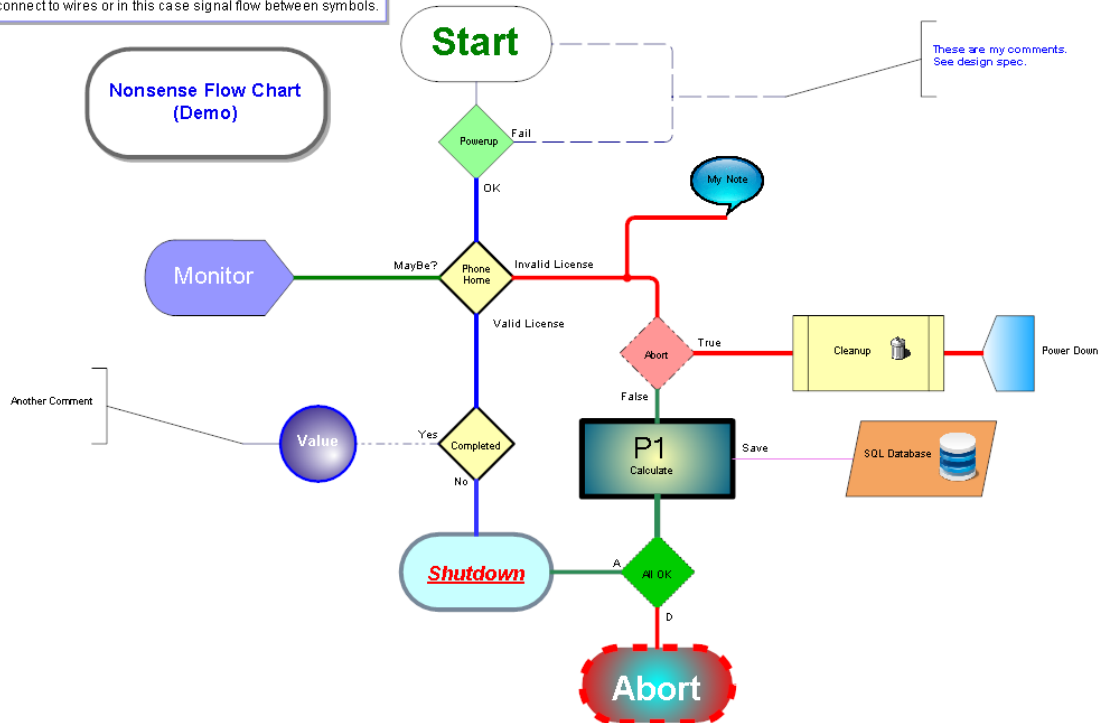 connect to wires or in this case signal flow between symbols.
Start
These are my comments.
See design spec.
Nonsense Flow Chart
(Demo)
Fail
Powerup
OK
My Note
Monitor
MayBe?
Phone
Home
Invalid License
Valid License
True
Abort
Cleanup
Power Down
False
Another Comment
Value
Yes
Completed
No
P1
Calculate
Save
SQL Database
Shutdown
A
All OK
D
Abort